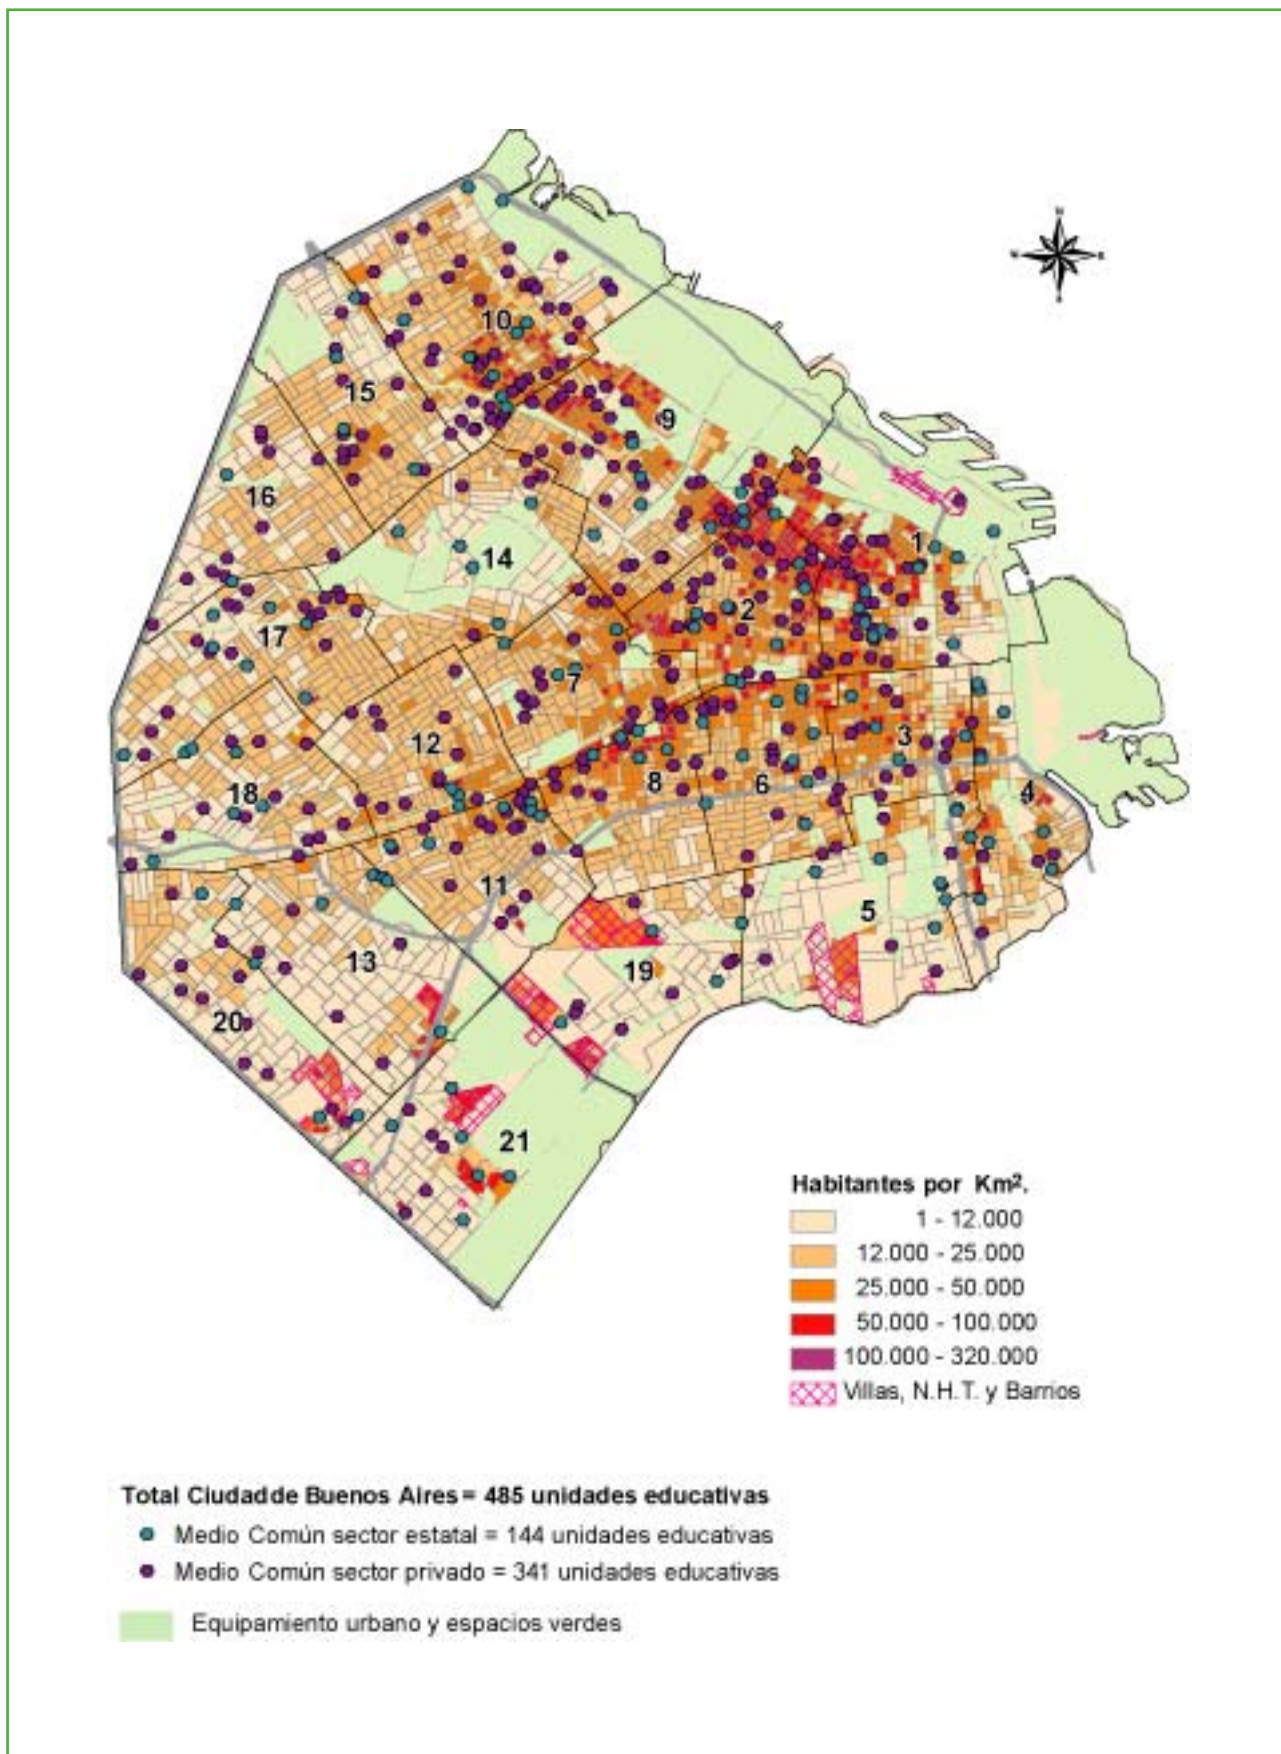 N
10
15
9
16
1
14
2
17
7
12
3
8
6
18
4
11
5
13
19
20
21
Habitantes por Km².
1 - 12.000
12.000 - 25.000
25.000 - 50.000
50.000 - 100.000
100.000 - 320.000
Villas, N.H.T. y Barrios
Total Ciudad de Buenos Aires = 485 unidades educativas
Medio Común sector estatal = 144 unidades educativas
Medio Común sector privado = 341 unidades educativas
Equipamiento urbano y espacios verdes